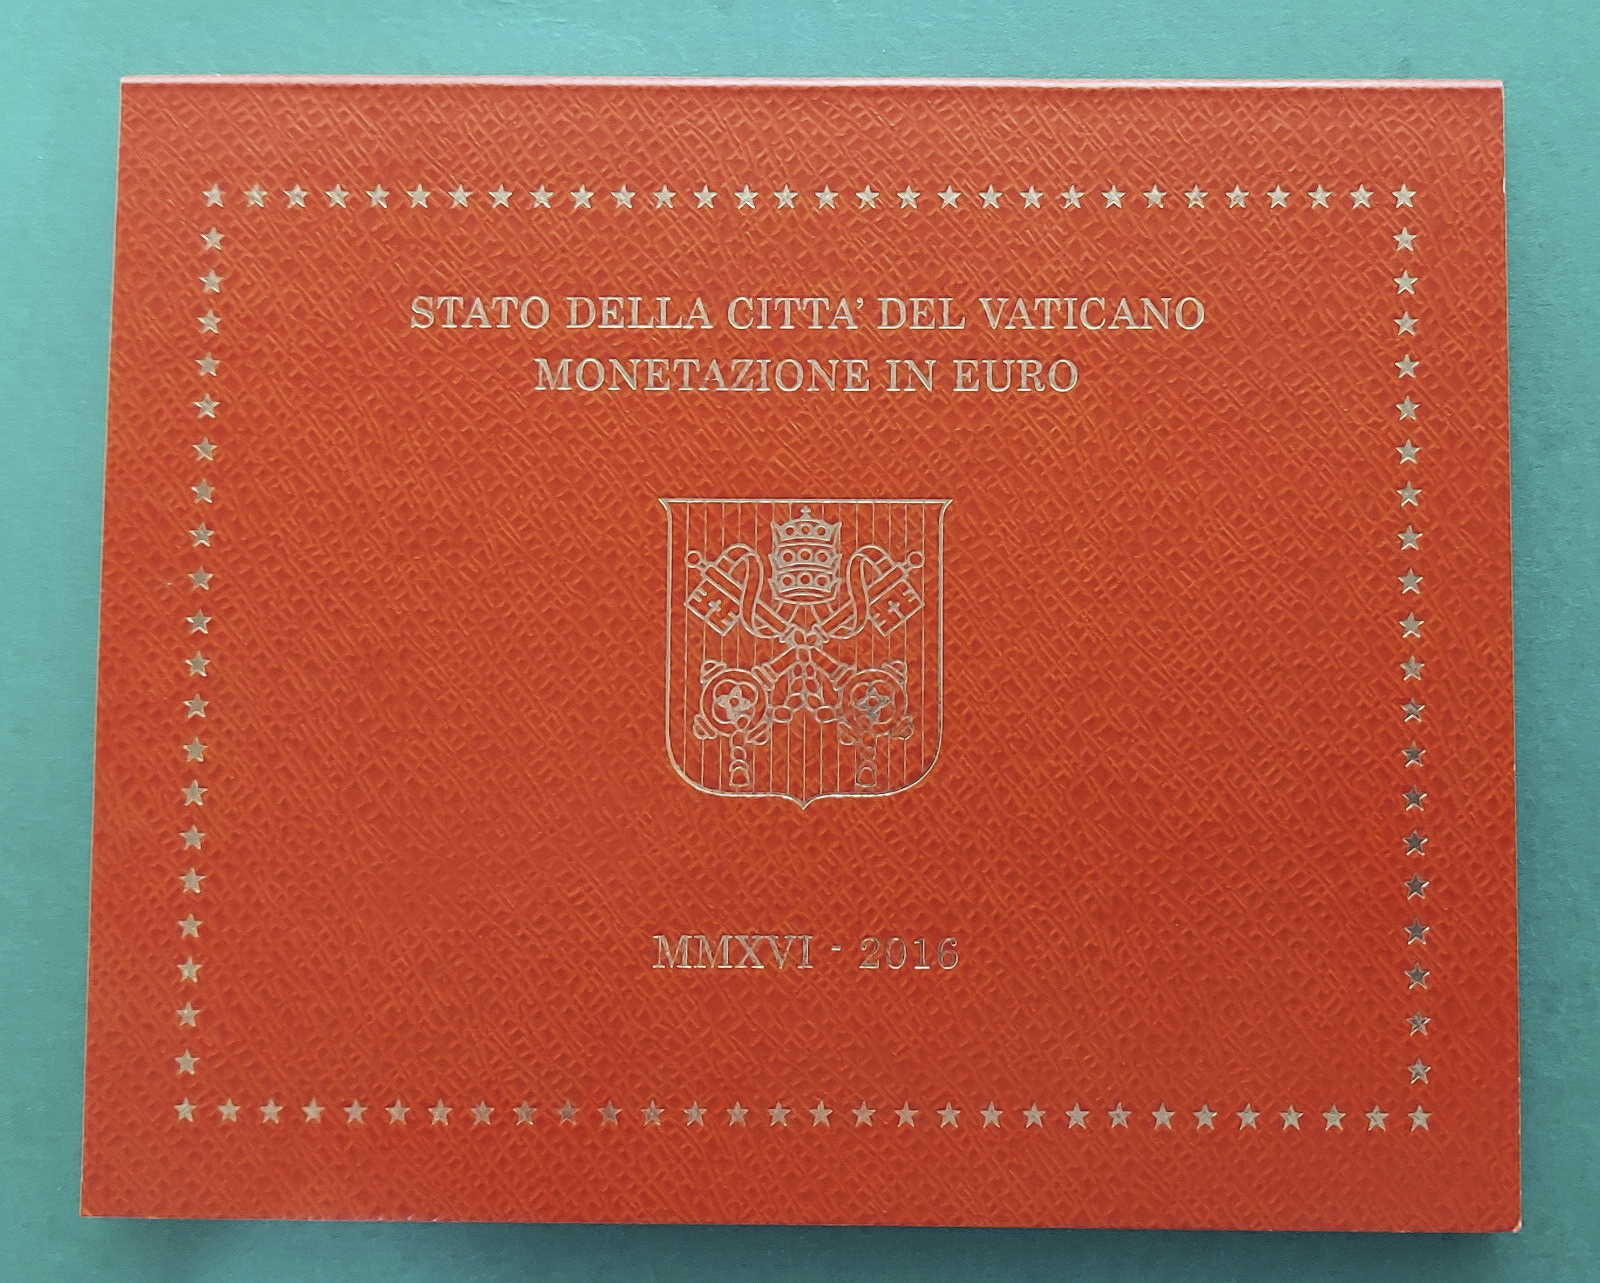 STATO DELLA CITTA' DEL VATICANO
MONETAZIONE IN EURO
MMXVI - 2016